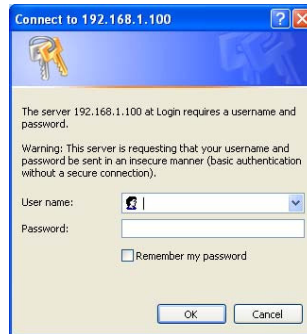 Connect to 192.168.1.100
The server 192.168.1.100 at Login requires a username and
password.
Warning: This server is requesting that your username and
password be sent in an insecure manner (basic authentication
without a secure connection).
User name:
Password:
Remember my password
OK Cancel